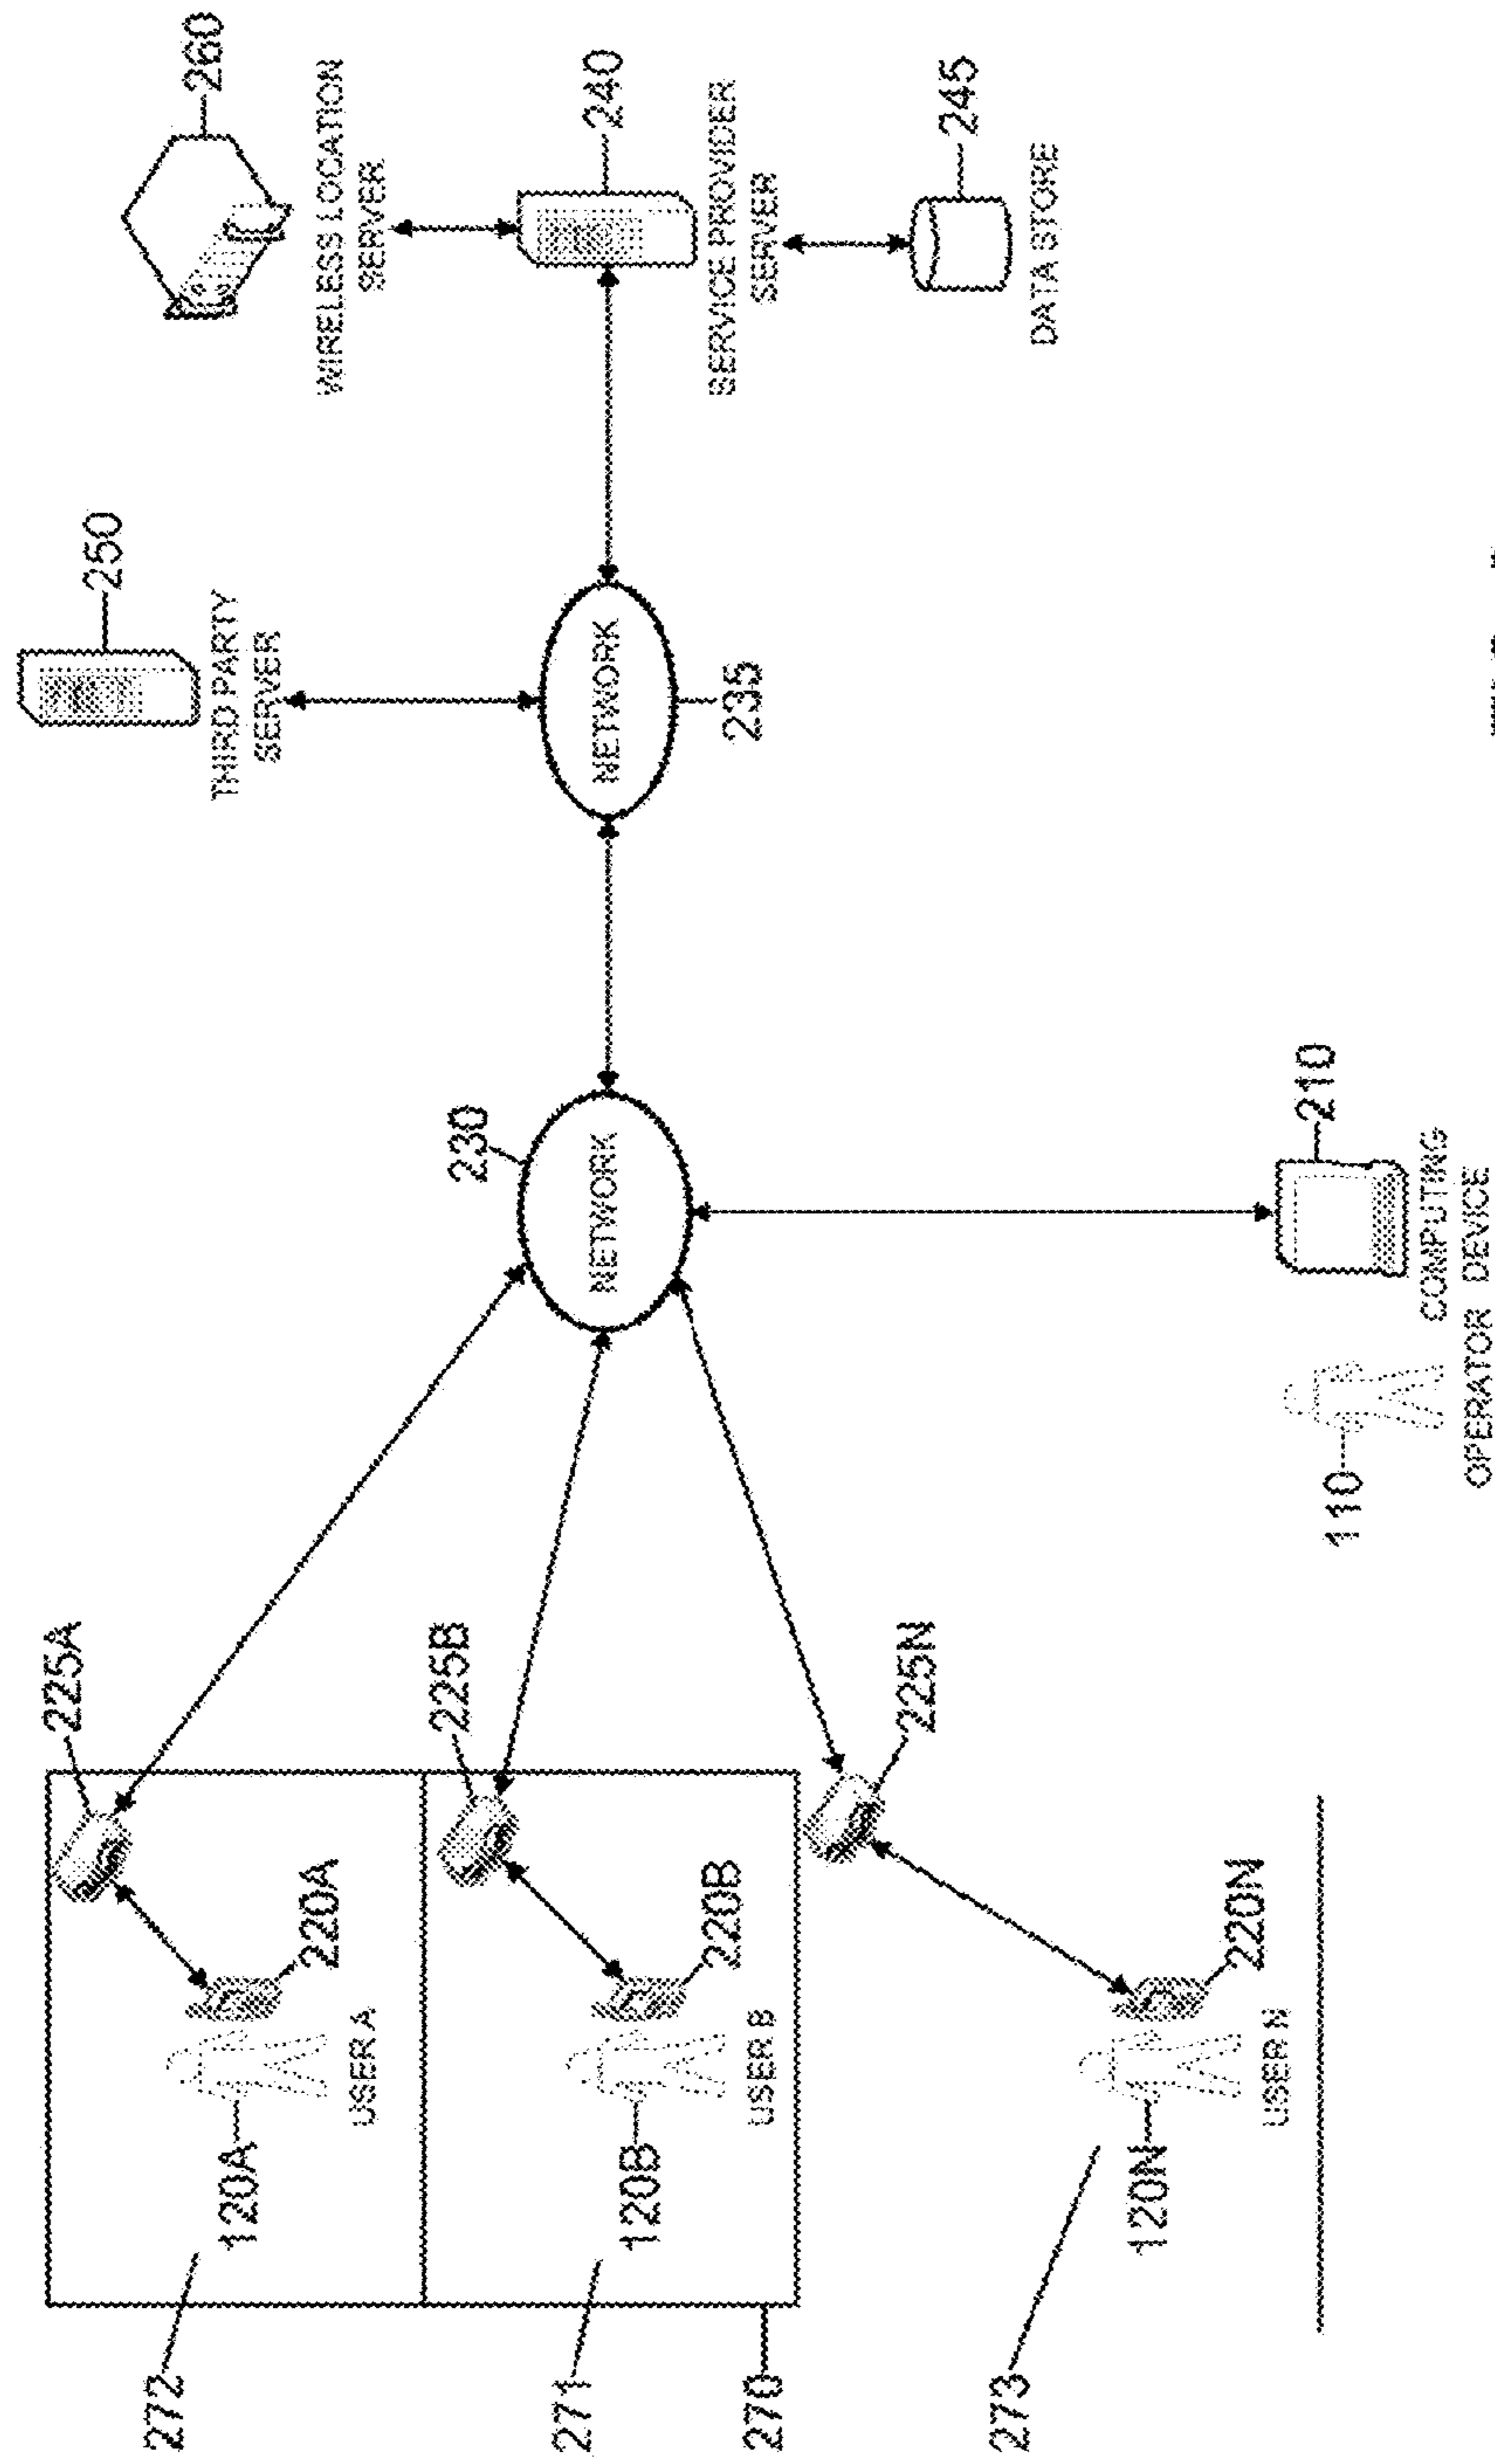 272
271
270
273
225A
120A
220A
USER A
225B
120B
220B
USER B
225N
120N
220N
USER N
230
NETWORK
110
OPERATOR
COMPUTING
DEVICE
210
250
THIRD PARTY
SERVER
NETWORK
235
260
WIRELESS LOCATION
SERVER
240
SERVICE PROVIDER
SERVER
245
DATA STORE